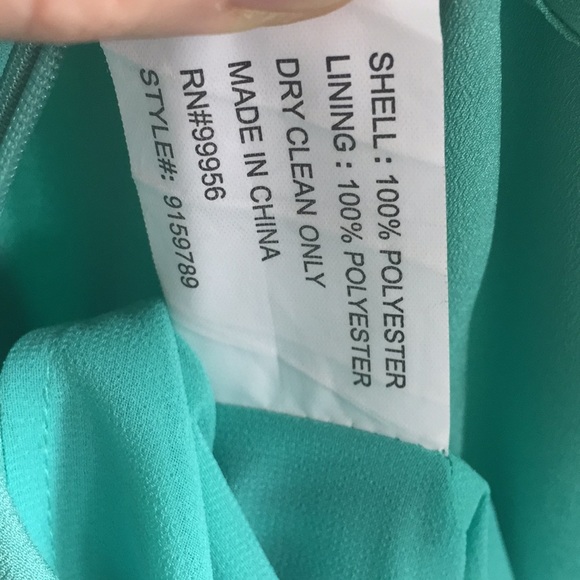 SHELL : 100% POLYESTER
LINING : 100% POLYESTER
DRY CLEAN ONLY
MADE IN CHINA
RN#99956
STYLE#: 9159789